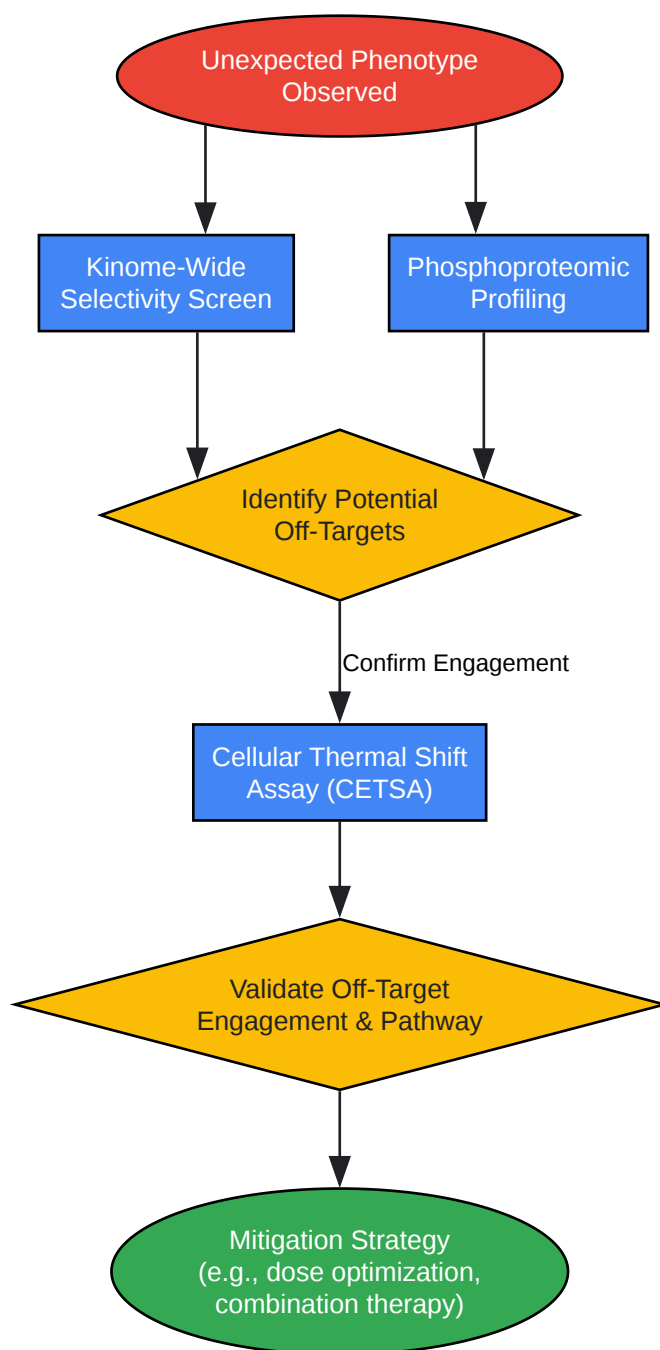 Unexpected Phenotype
Observed
Kinome-Wide
Selectivity Screen
Phosphoproteomic
Profiling
Identify Potential
Off-Targets
Confirm Engagement
Cellular Thermal Shift
Assay (CETSA)
Validate Off-Target
Engagement & Pathway
Mitigation Strategy
(e.g., dose optimization,
combination therapy)